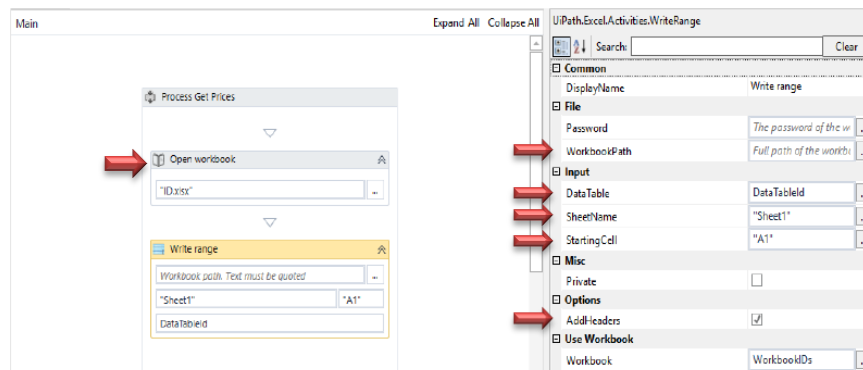 Main
Expand All Collapse All
Process Get Prices
Open workbook
"ID.xlsx"
...
Write range
Workbook path. Text must be quoted
...
"Sheet1"
"A1"
DataTableId
UiPath.Excel.Activities.WriteRange
Search:
Clear
Common
DisplayName Write range
File
Password The password of the w
WorkbookPath Full path of the workb
Input
DataTable DataTableId
SheetName "Sheet1"
StartingCell "A1"
Misc
Private
Options
AddHeaders
Use Workbook
Workbook WorkbookIDs